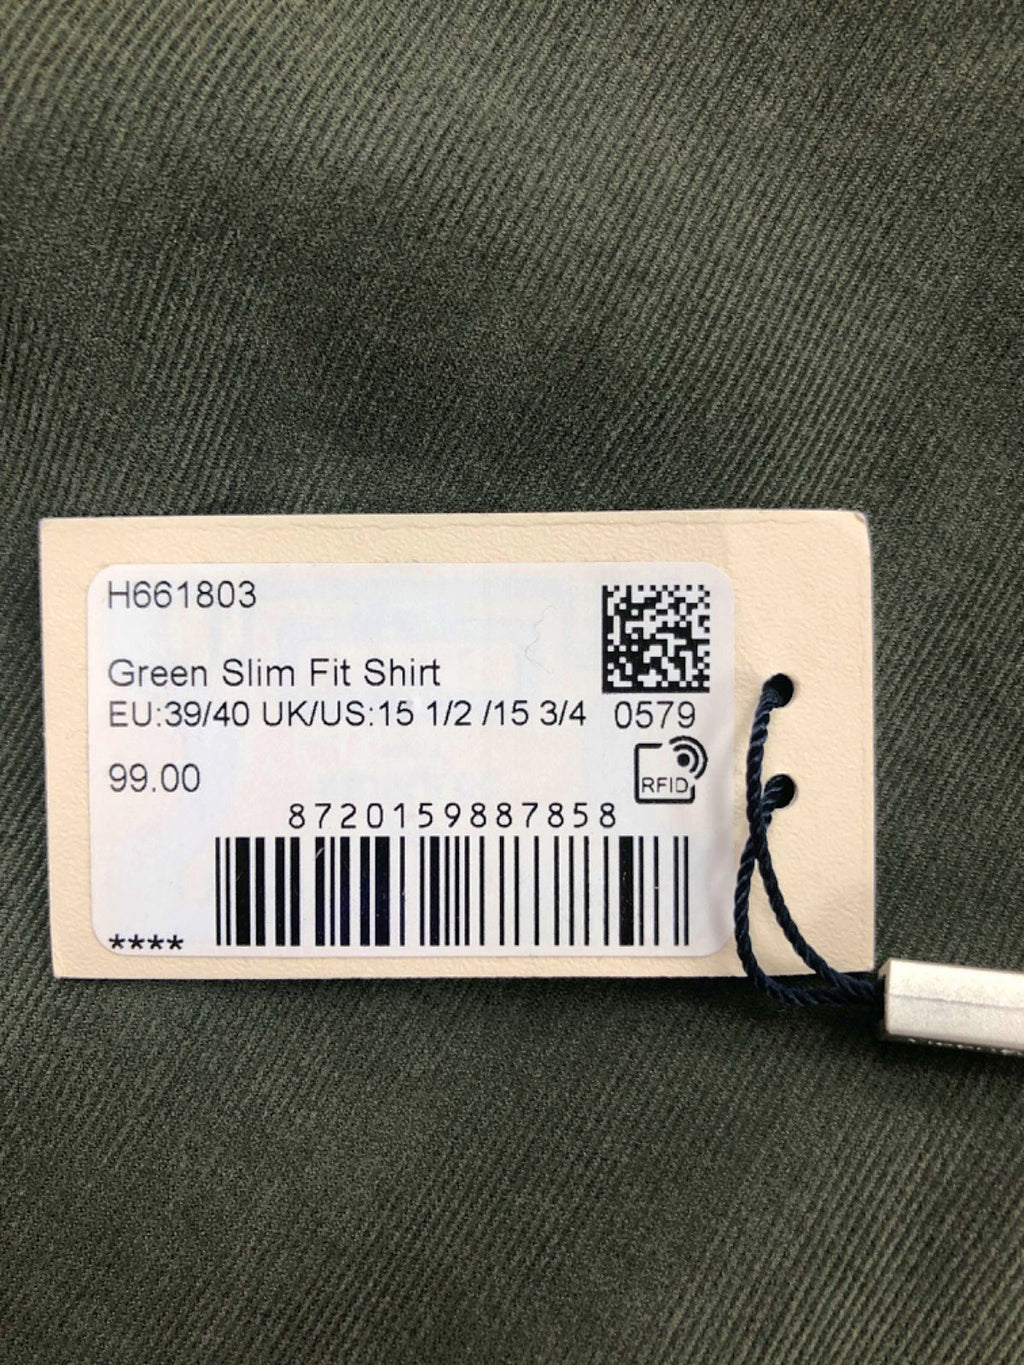 H661803
Green Slim Fit Shirt
EU:39/40 UK/US:15 1/2 /15 3/4 0579
99.00
RFID
8720159887858
****